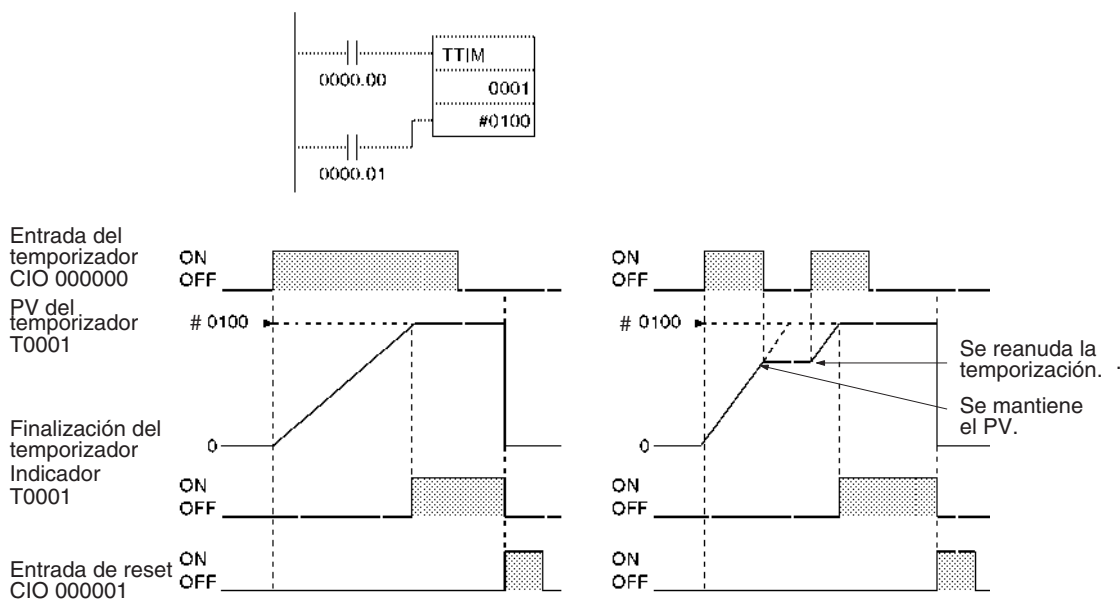 TTIM
0000.00
0001
#0100
0000.01
Entrada del
temporizador
CIO 000000
ON
OFF
ON
OFF
PV del
temporizador
T0001
# 0100
# 0100
Se reanuda la
temporización.
Se mantiene
el PV.
Finalización del
temporizador
Indicador
T0001
0
0
ON
OFF
ON
OFF
Entrada de reset
CIO 000001
ON
OFF
ON
OFF